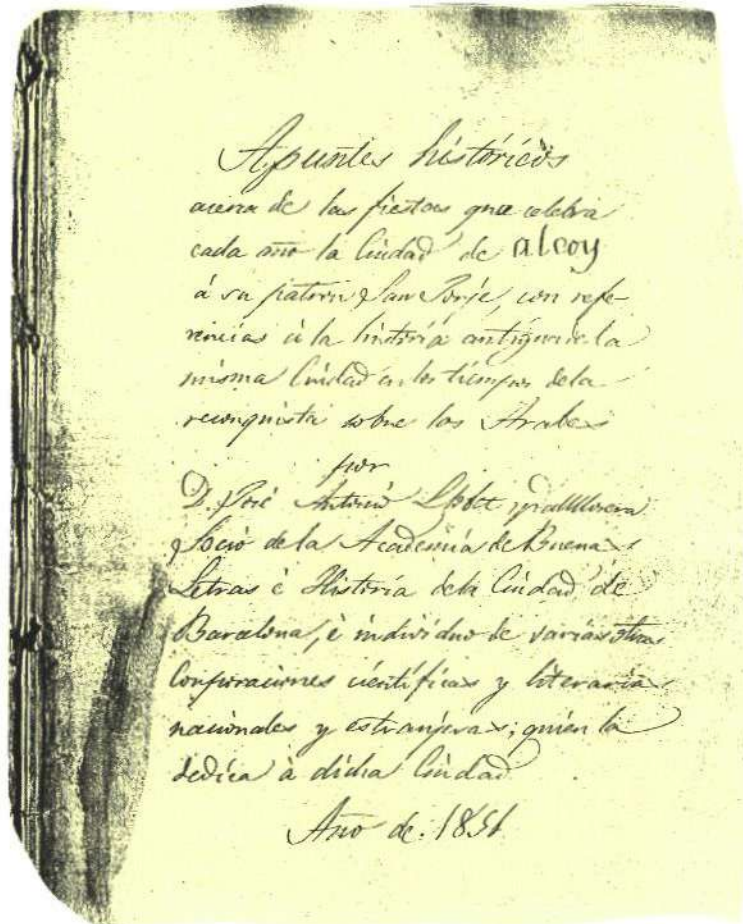 Apuntes históricos
acerca de las fiestas que celebra
cada año la Ciudad de alcoy
á su patron San Jorje, con refe-
rencias á la historia antigua de la
misma Ciudad en los tiempos de la
reconquista sobre los Arabes
por
D. José Antonio Llobet
Socio de la Academia de Buenas
Letras é Historia de la Ciudad de
Barcelona, é individuo de varias otras
Corporaciones científicas y literarias
nacionales y estranjeras; quien la
dedica à dicha Ciudad
Año de: 1851